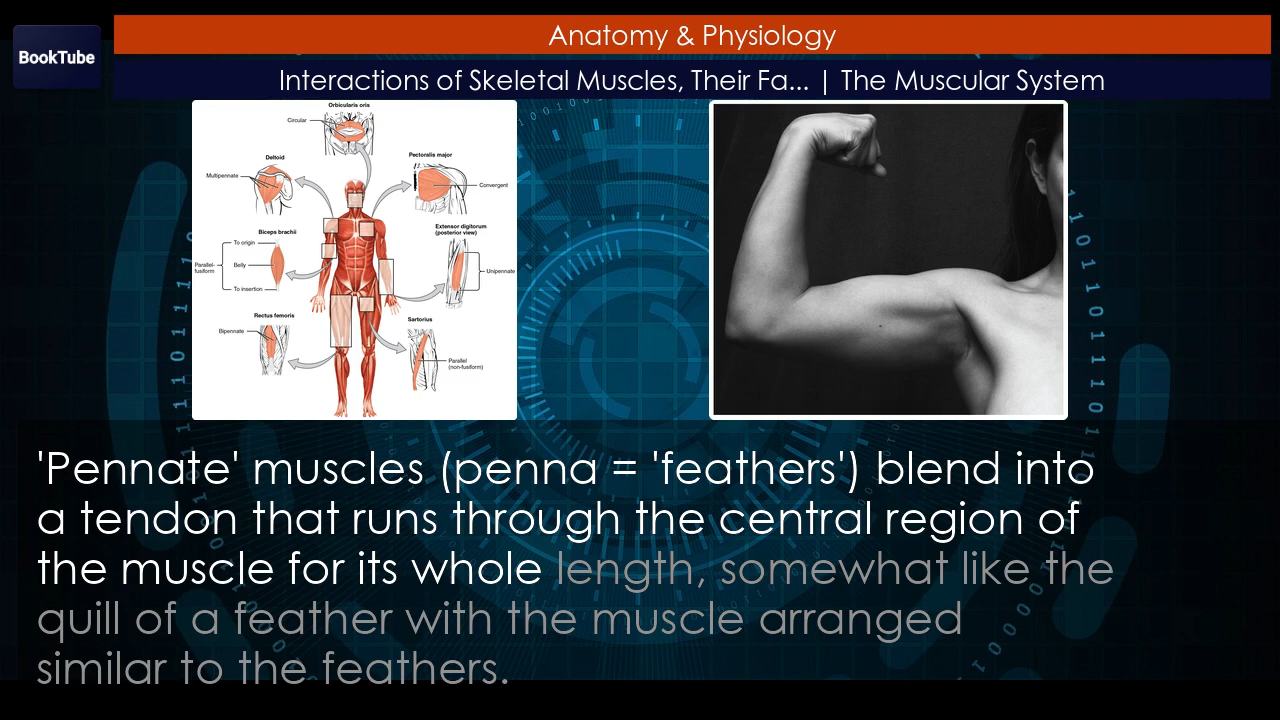 BookTube
Anatomy & Physiology
Interactions of Skeletal Muscles, Their Fa... | The Muscular System
Orbicularis oris
Circular
Deltoid
Multipennate
Pectoralis major
Convergent
Biceps brachii
To origin
Parallel-
fusiform
Belly
To insertion
Extensor digitorum
(posterior view)
Unipennate
Rectus femoris
Bipennate
Sartorius
Parallel
(non-fusiform)
'Pennate' muscles (penna = 'feathers') blend into
a tendon that runs through the central region of
the muscle for its whole length, somewhat like the
quill of a feather with the muscle arranged
similar to the feathers.